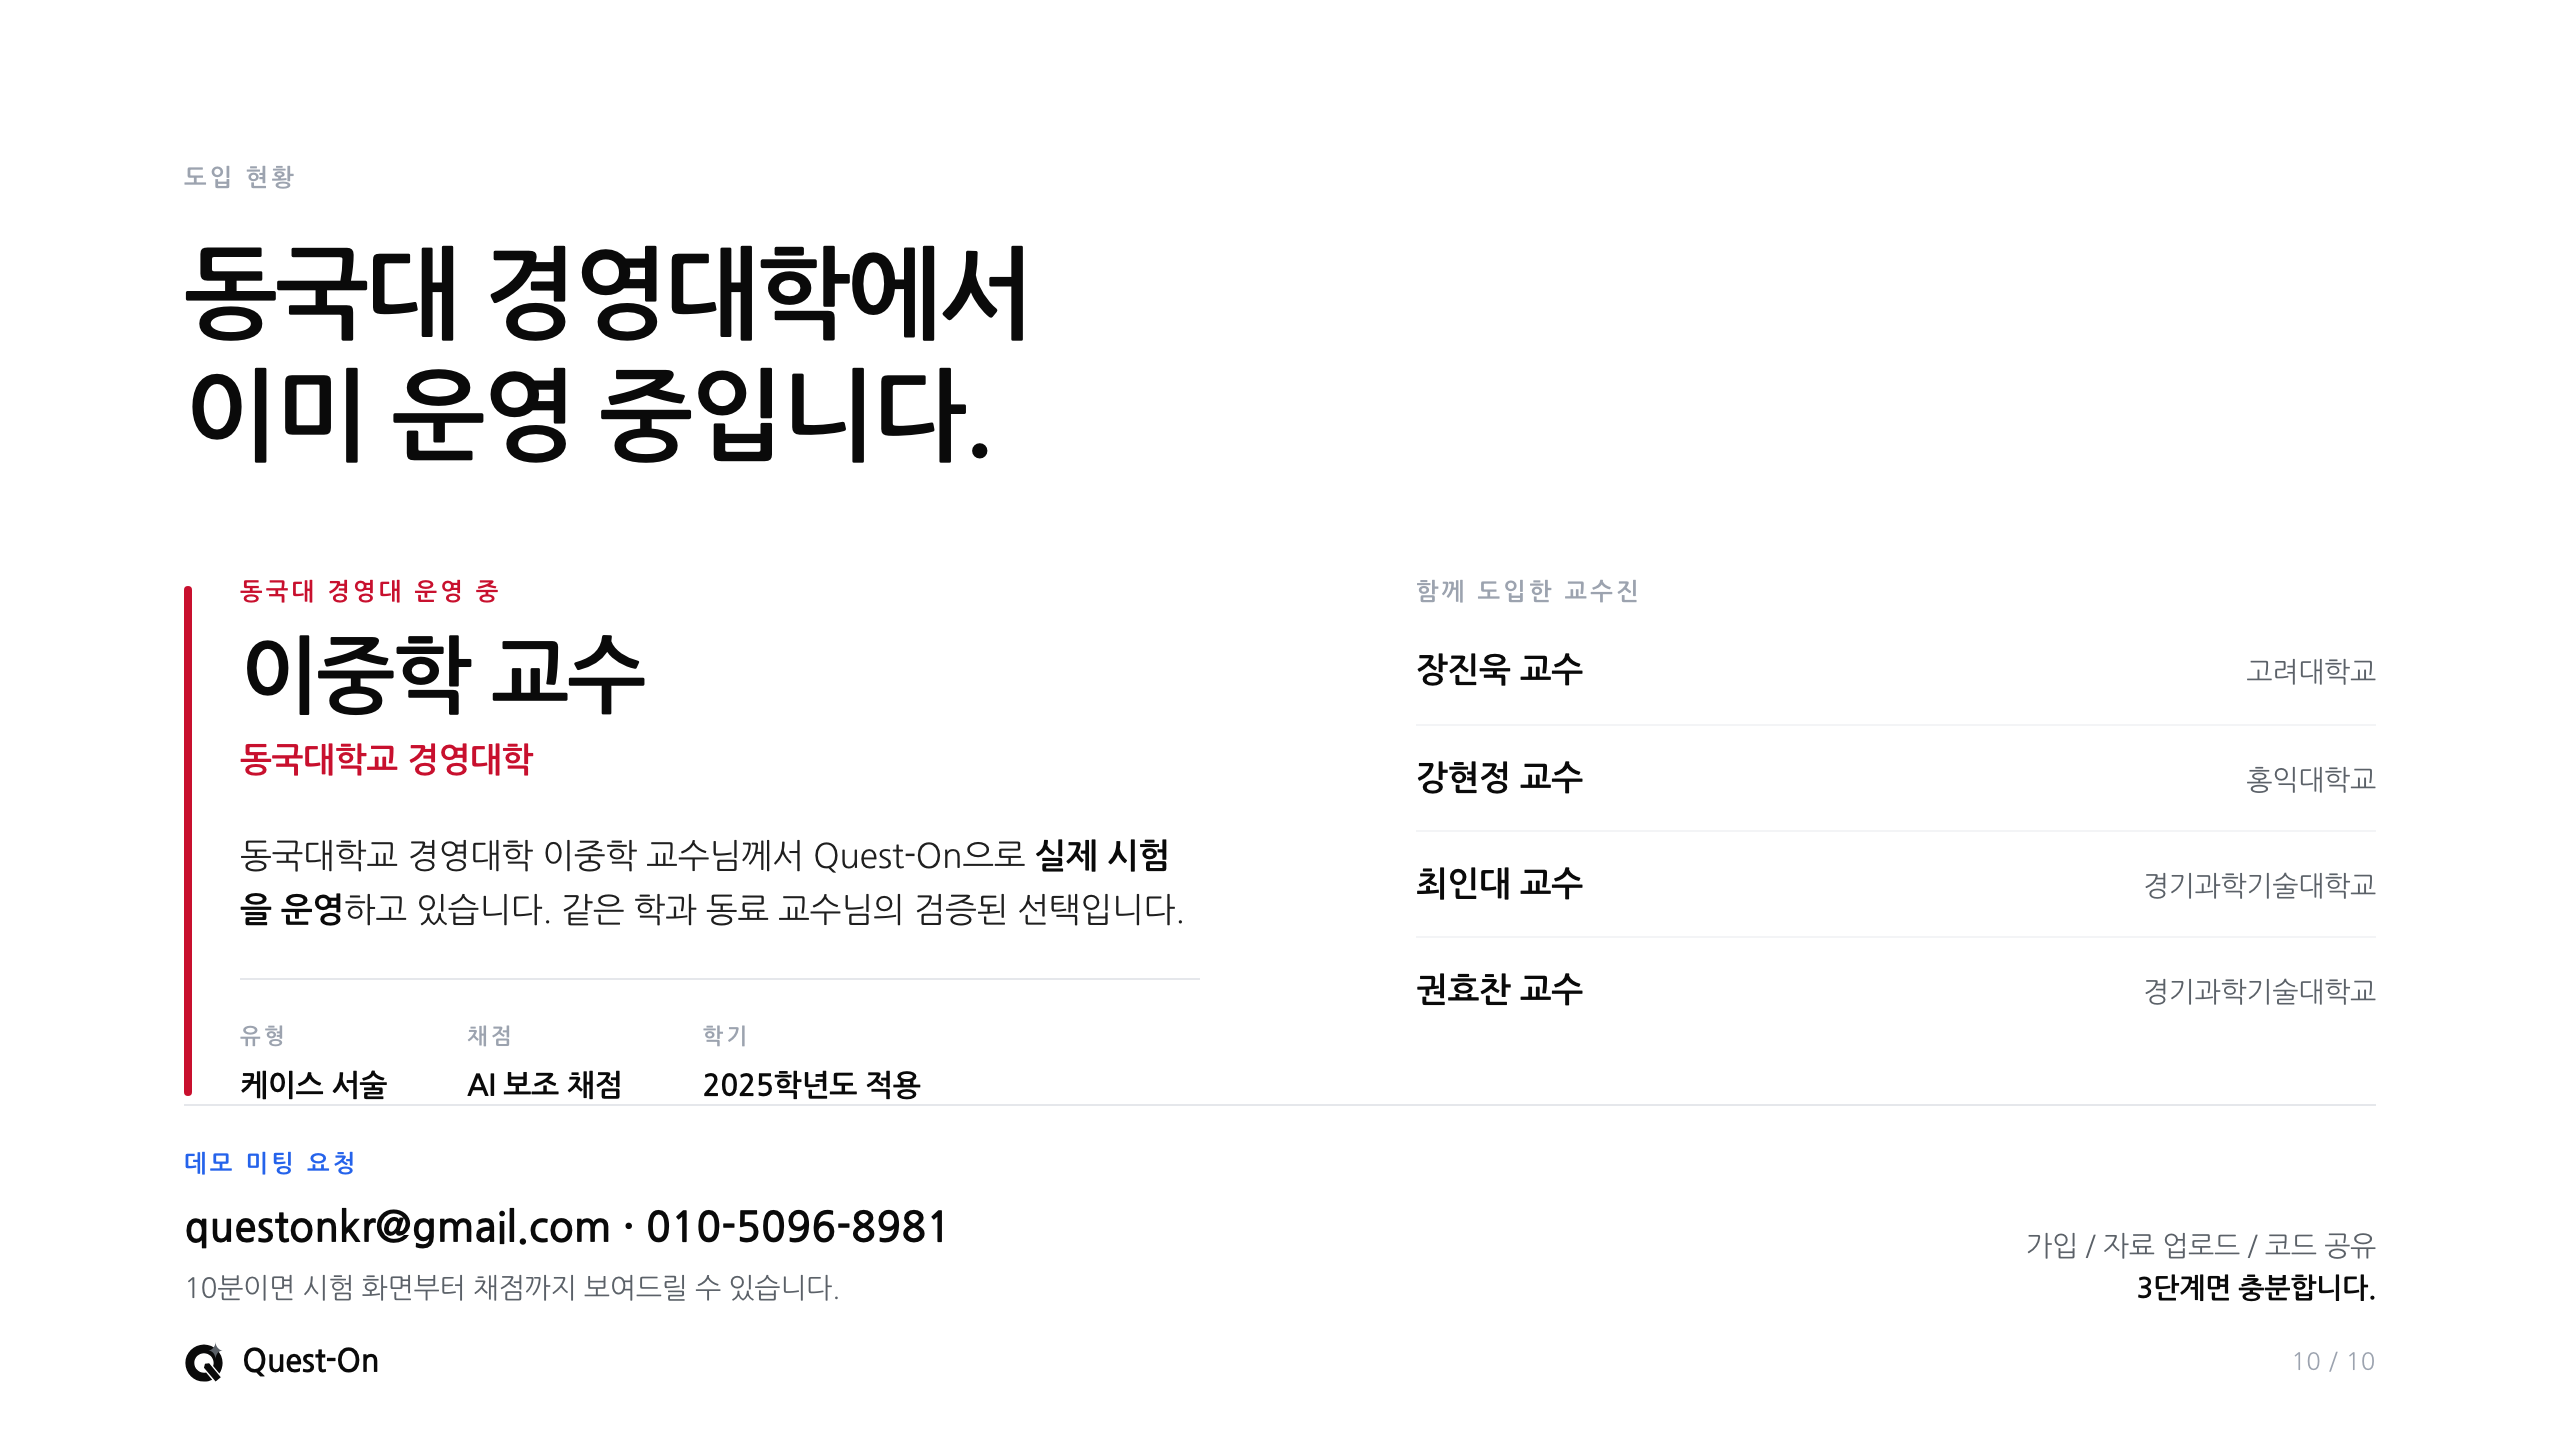 도입 현황
동국대 경영대학에서
이미 운영 중입니다.
동국대 경영대 운영 중
이중학 교수
동국대학교 경영대학
동국대학교 경영대학 이중학 교수님께서 Quest-On으로 실제 시험
을 운영하고 있습니다. 같은 학과 동료 교수님의 검증된 선택입니다.
유형 채점 학기
케이스 서술 AI 보조 채점 2025학년도 적용
함께 도입한 교수진
장진욱 교수 고려대학교
강현정 교수 홍익대학교
최인대 교수 경기과학기술대학교
권효찬 교수 경기과학기술대학교
데모 미팅 요청
questonkr@gmail.com · 010-5096-8981
10분이면 시험 화면부터 채점까지 보여드릴 수 있습니다.
가입 / 자료 업로드 / 코드 공유
3단계면 충분합니다.
Quest-On
10 / 10